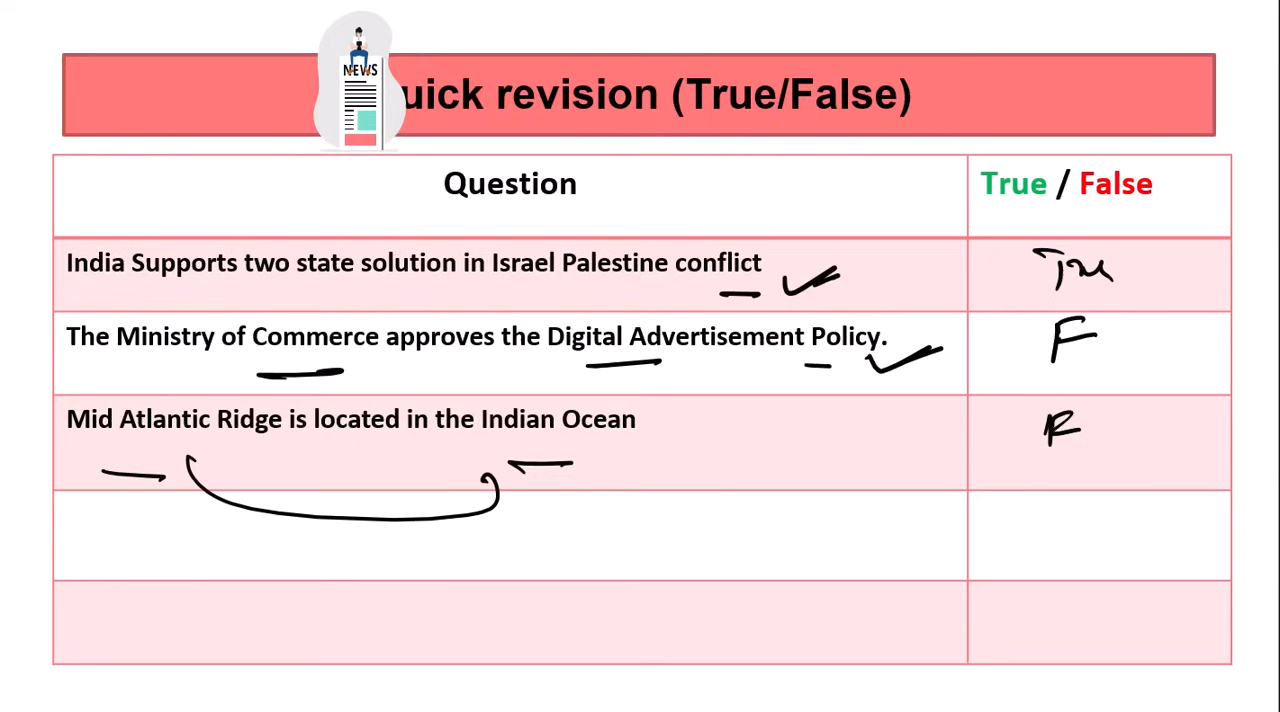 NEWS
uick revision (True/False)
Question
True / False
India Supports two state solution in Israel Palestine conflict
The Ministry of Commerce approves the Digital Advertisement Policy.
F
Mid Atlantic Ridge is located in the Indian Ocean
F